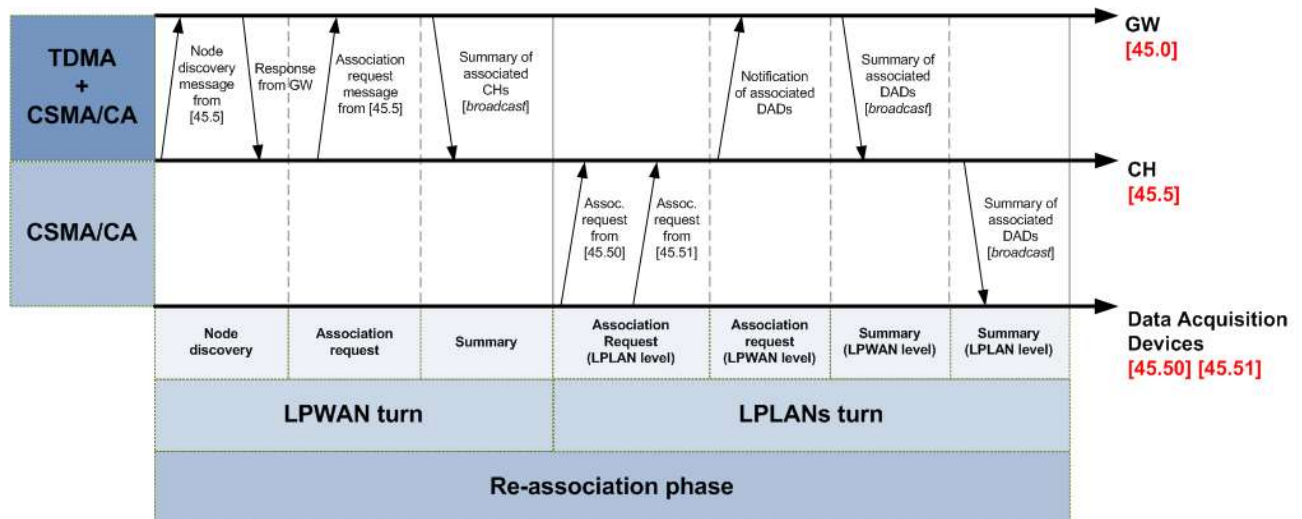 TDMA
+
CSMA/CA
CSMA/CA
Node
discovery
message
from
[45.5]
Response
from GW
Association
request
message
from [45.5]
Summary of
associated
CHs
[broadcast]
Notification
of associated
DADs
Summary of
associated
DADs
[broadcast]
GW
[45.0]
Assoc.
request
from
[45.50]
Assoc.
request
from
[45.51]
Summary of
associated
DADs
[broadcast]
CH
[45.5]
Data Acquisition
Devices
[45.50] [45.51]
Node
discovery
Association
request
Summary
Association
Request
(LPLAN level)
Association
request
(LPWAN level)
Summary
(LPWAN level)
Summary
(LPLAN level)
LPWAN turn
LPLANs turn
Re-association phase